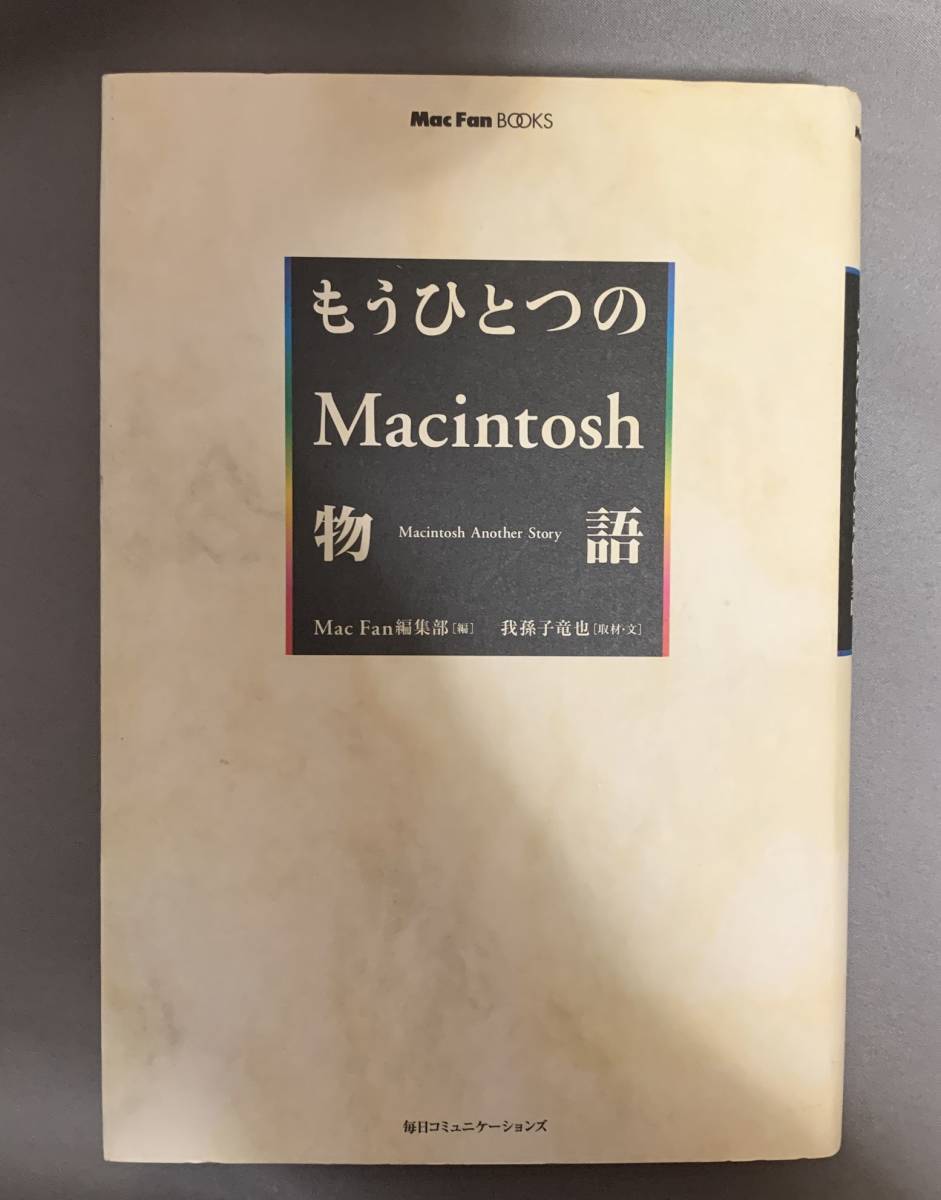 Mac Fan BOOKS
もうひとつの
Macintosh
物 Macintosh Another Story 語
Mac Fan編集部［編］ 我孫子竜也［取材・文］
毎日コミュニケーションズ